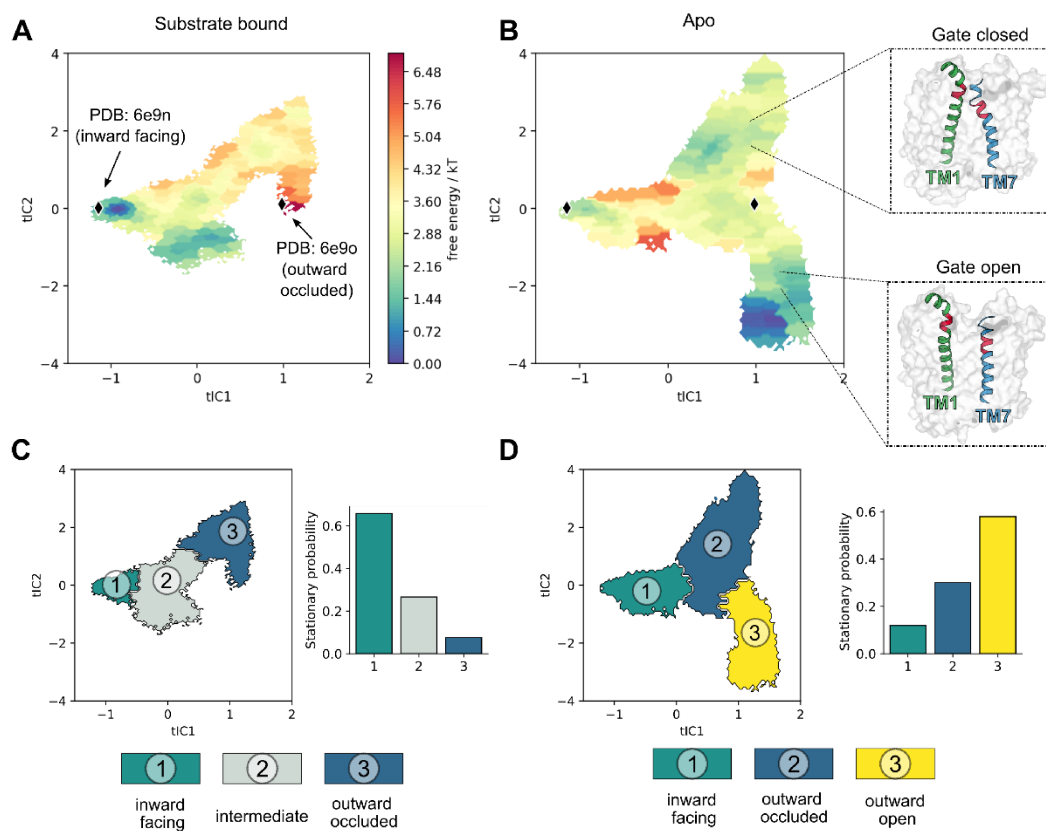 A
Substrate bound
4
2
0
−2
−4
tIC2
−1
0
1
2
tIC1
PDB: 6e9n
(inward facing)
PDB: 6e9o
(outward
occluded)
6.48
5.76
5.04
4.32
3.60
2.88
2.16
1.44
0.72
0.00
free energy / kT
B
Apo
4
2
0
−2
−4
tIC2
−1
0
1
2
tIC1
Gate closed
TM1
TM7
Gate open
TM1
TM7
C
4
2
0
−2
−4
tIC2
−1
0
1
2
tIC1
1
2
3
Stationary probability
0.6
0.4
0.2
0.0
1
2
3
1
2
3
inward
facing
intermediate
outward
occluded
D
4
2
0
−2
−4
tIC2
−1
0
1
2
tIC1
1
2
3
Stationary probability
0.6
0.4
0.2
0.0
1
2
3
1
2
3
inward
facing
outward
occluded
outward
open